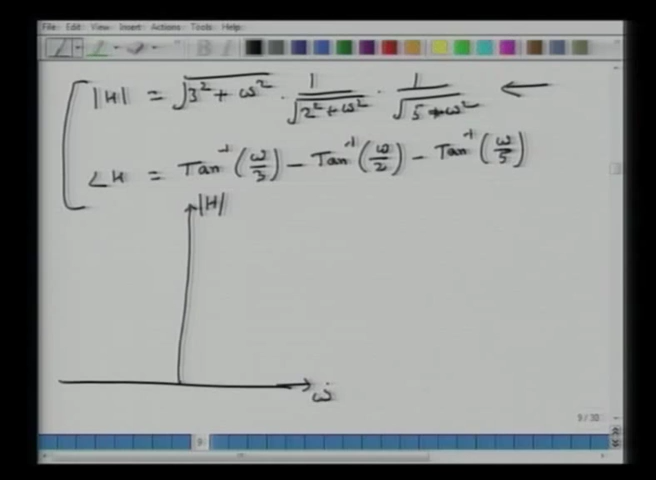 File Edit View Insert Actions Tools Help
B I
|H| = √3² + ω² · 1/√2² + ω² · 1/√5 + ω² ←
∠H = Tan⁻¹ (ω/3) − Tan⁻¹ (ω/2) − Tan⁻¹ (ω/5)
|H|
ω
9/30
9